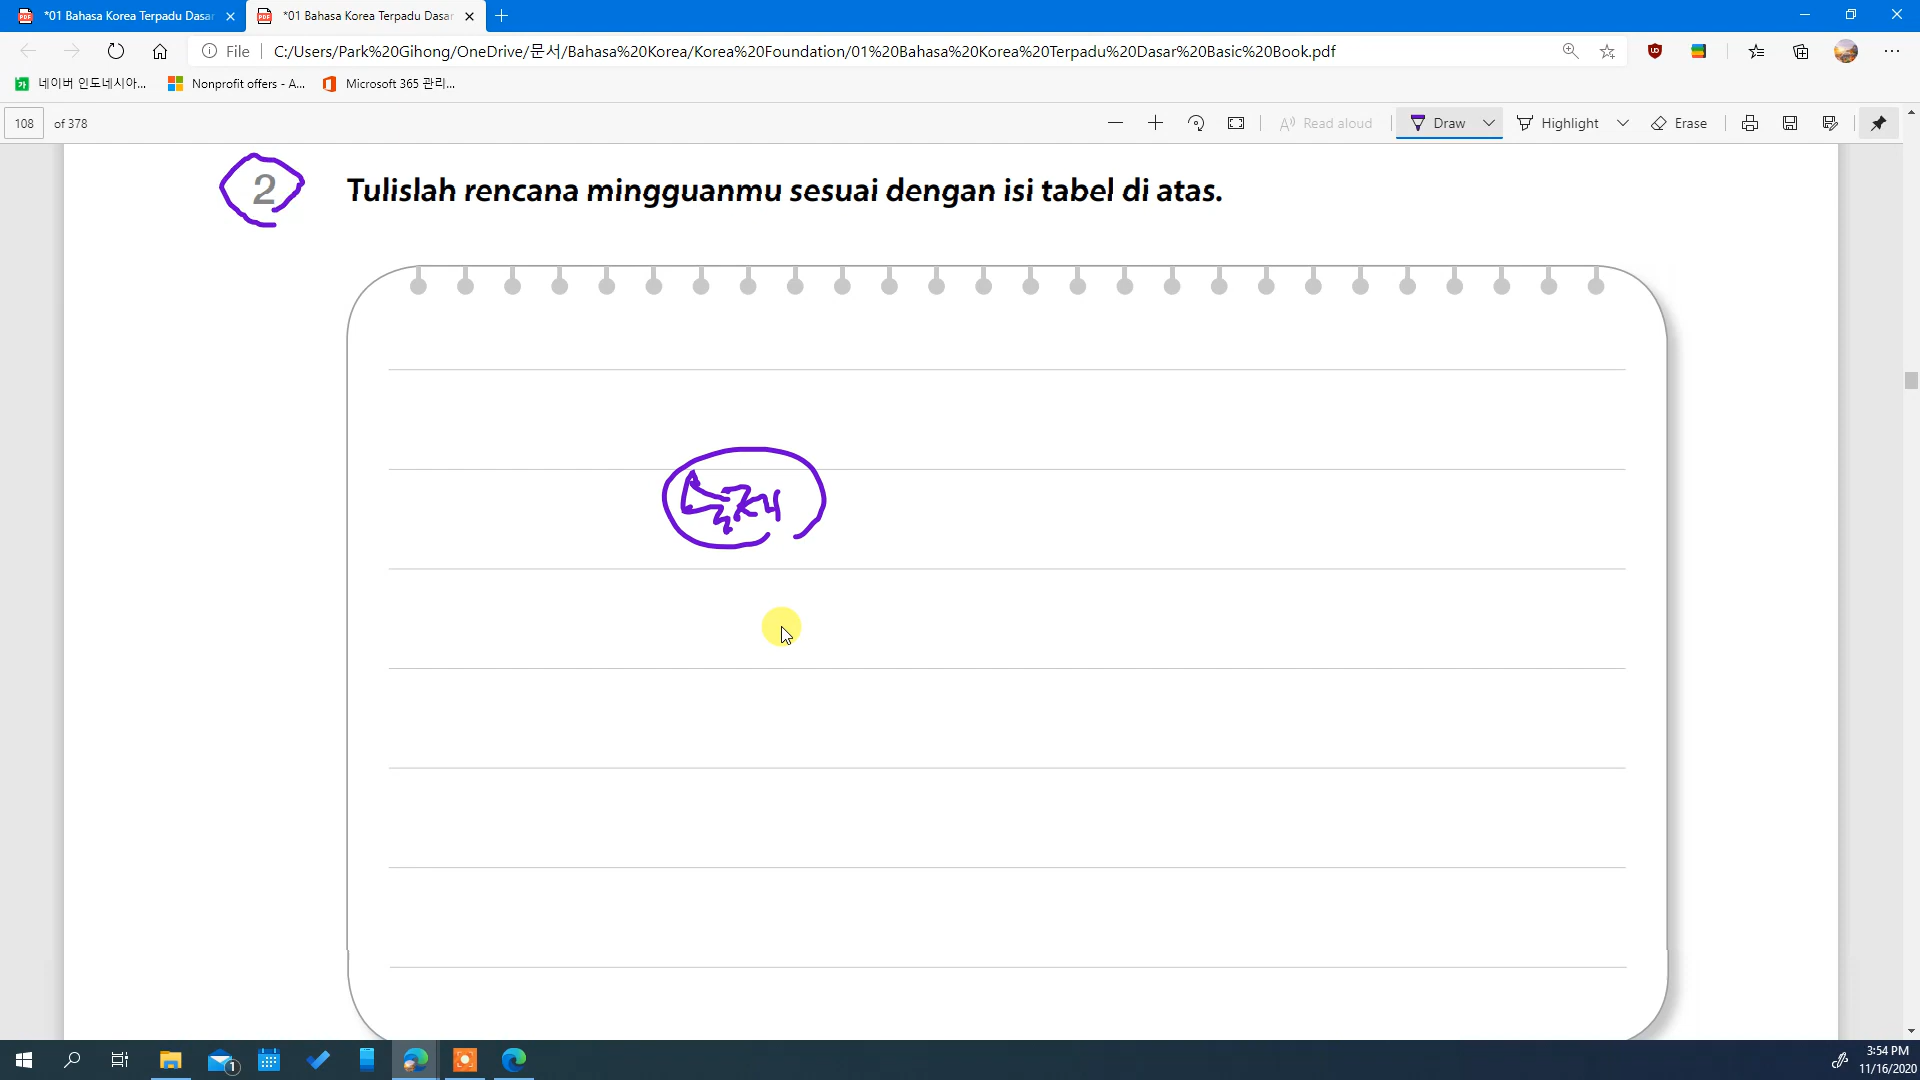 *01 Bahasa Korea Terpadu Dasar
*01 Bahasa Korea Terpadu Dasar
File
C:/Users/Park%20Gihong/OneDrive/문서/Bahasa%20Korea/Korea%20Foundation/01%20Bahasa%20Korea%20Terpadu%20Dasar%20Basic%20Book.pdf
네이버 인도네시아...
Nonprofit offers - A...
Microsoft 365 관리...
108 of 378
Read aloud
Draw
Highlight
Erase
2 Tulislah rencana mingguanmu sesuai dengan isi tabel di atas.
1
3:54 PM
11/16/2020